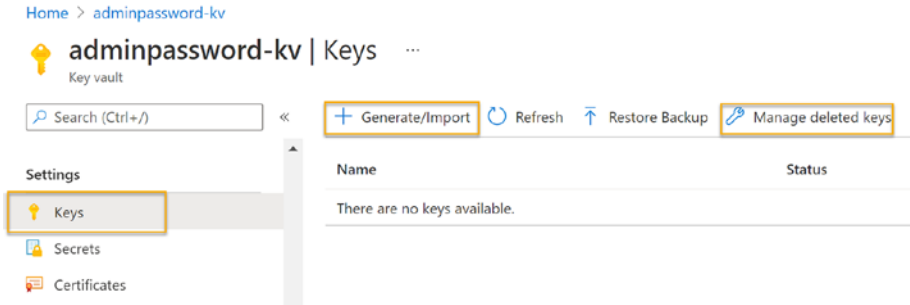 Home > adminpassword-kv
adminpassword-kv | Keys ...
Key vault
Search (Ctrl+/) «
+ Generate/Import Refresh Restore Backup Manage deleted keys
Settings
Keys
Secrets
Certificates
Name Status
There are no keys available.